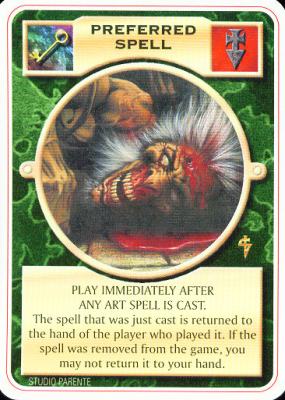 PREFERRED
SPELL
PLAY IMMEDIATELY AFTER
ANY ART SPELL IS CAST.
The spell that was just cast is returned to
the hand of the player who played it. If the
spell was removed from the game, you
may not return it to your hand.
STUDIO PARENTE